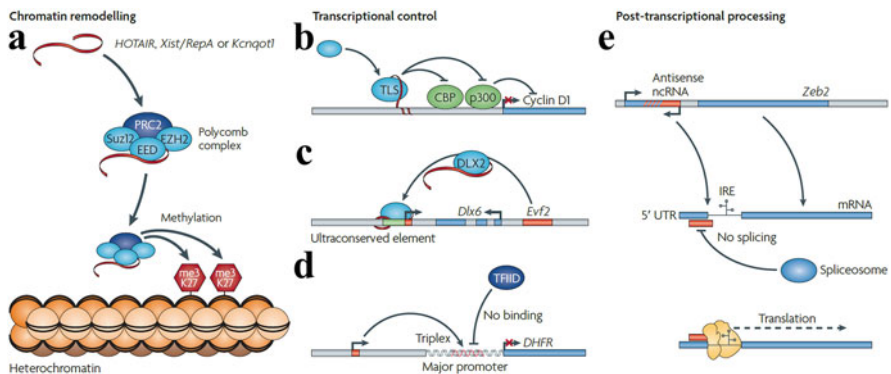 Chromatin remodelling
a
HOTAIR, Xist/RepA or Kcnqot1
PRC2
Suz12
EZH2
EED
Polycomb
complex
Methylation
me3
K27
me3
K27
Heterochromatin
Transcriptional control
b
TLS
CBP
p300
Cyclin D1
c
DLX2
Dlx6
Evf2
Ultraconserved element
d
TFIID
No binding
Triplex
DHFR
Major promoter
Post-transcriptional processing
e
Antisense
ncRNA
Zeb2
IRE
mRNA
5′ UTR
No splicing
Spliceosome
Translation